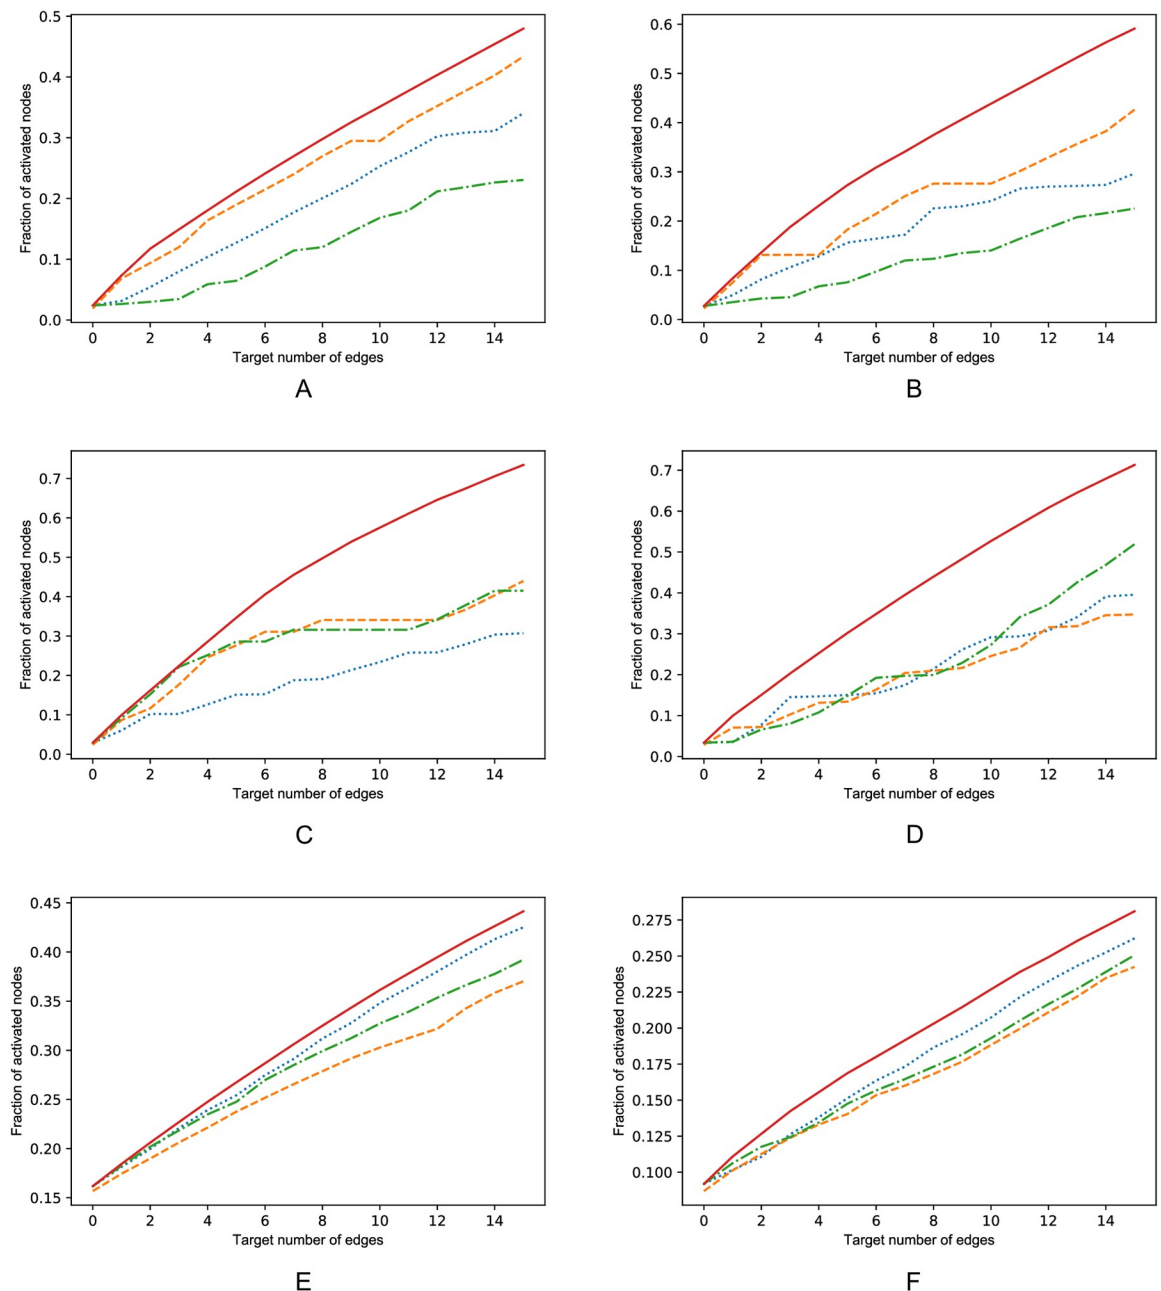 0.5
0.4
0.3
0.2
0.1
0.0
Fraction of activated nodes
0 2 4 6 8 10 12 14
Target number of edges
A
0.6
0.5
0.4
0.3
0.2
0.1
0.0
Fraction of activated nodes
0 2 4 6 8 10 12 14
Target number of edges
B
0.7
0.6
0.5
0.4
0.3
0.2
0.1
0.0
Fraction of activated nodes
0 2 4 6 8 10 12 14
Target number of edges
C
0.7
0.6
0.5
0.4
0.3
0.2
0.1
0.0
Fraction of activated nodes
0 2 4 6 8 10 12 14
Target number of edges
D
0.45
0.40
0.35
0.30
0.25
0.20
0.15
Fraction of activated nodes
0 2 4 6 8 10 12 14
Target number of edges
E
0.275
0.250
0.225
0.200
0.175
0.150
0.125
0.100
Fraction of activated nodes
0 2 4 6 8 10 12 14
Target number of edges
F